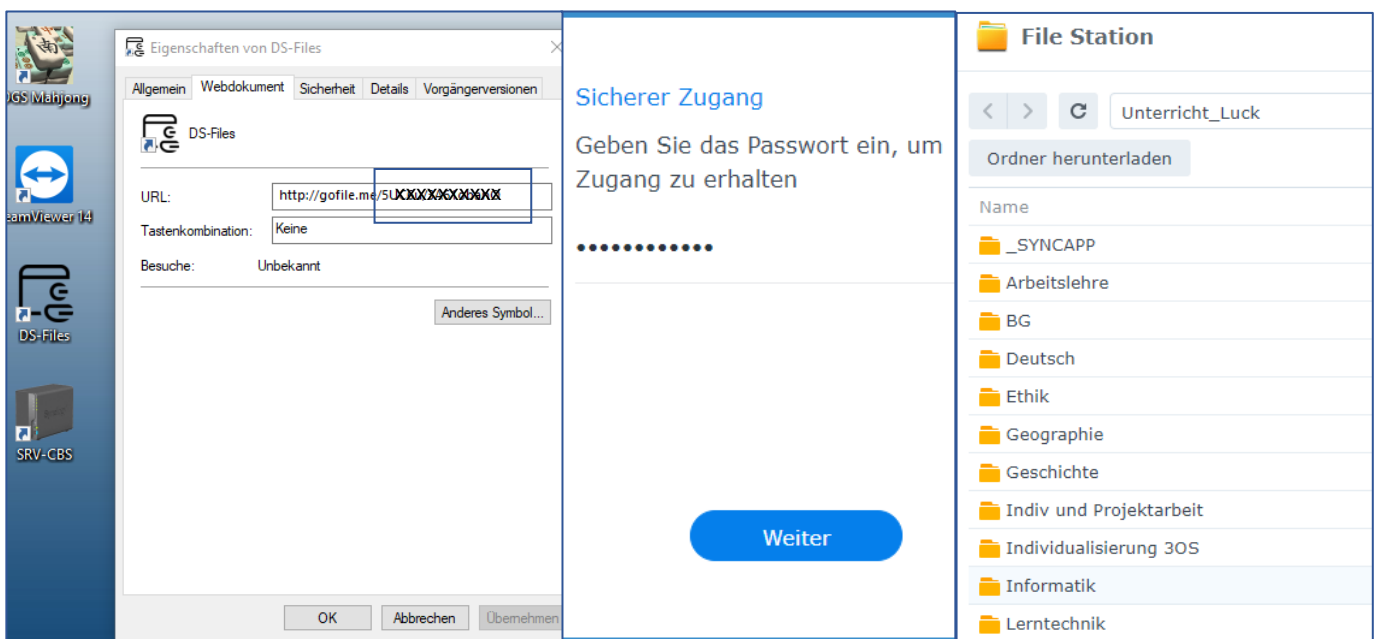 Mahjong
TeamViewer 14
DS-Files
SRV-CBS
Eigenschaften von DS-Files
Allgemein Webdokument Sicherheit Details Vorgängerversionen
DS-Files
URL: http://gofile.me/5U
Tastenkombination: Keine
Besuche: Unbekannt
Anderes Symbol...
OK Abbrechen Übernehmen
Sicherer Zugang
Geben Sie das Passwort ein, um
Zugang zu erhalten
••••••••••••
Weiter
File Station
Unterricht_Luck
Ordner herunterladen
Name
_SYNCAPP
Arbeitslehre
BG
Deutsch
Ethik
Geographie
Geschichte
Indiv und Projektarbeit
Individualisierung 3OS
Informatik
Lerntechnik